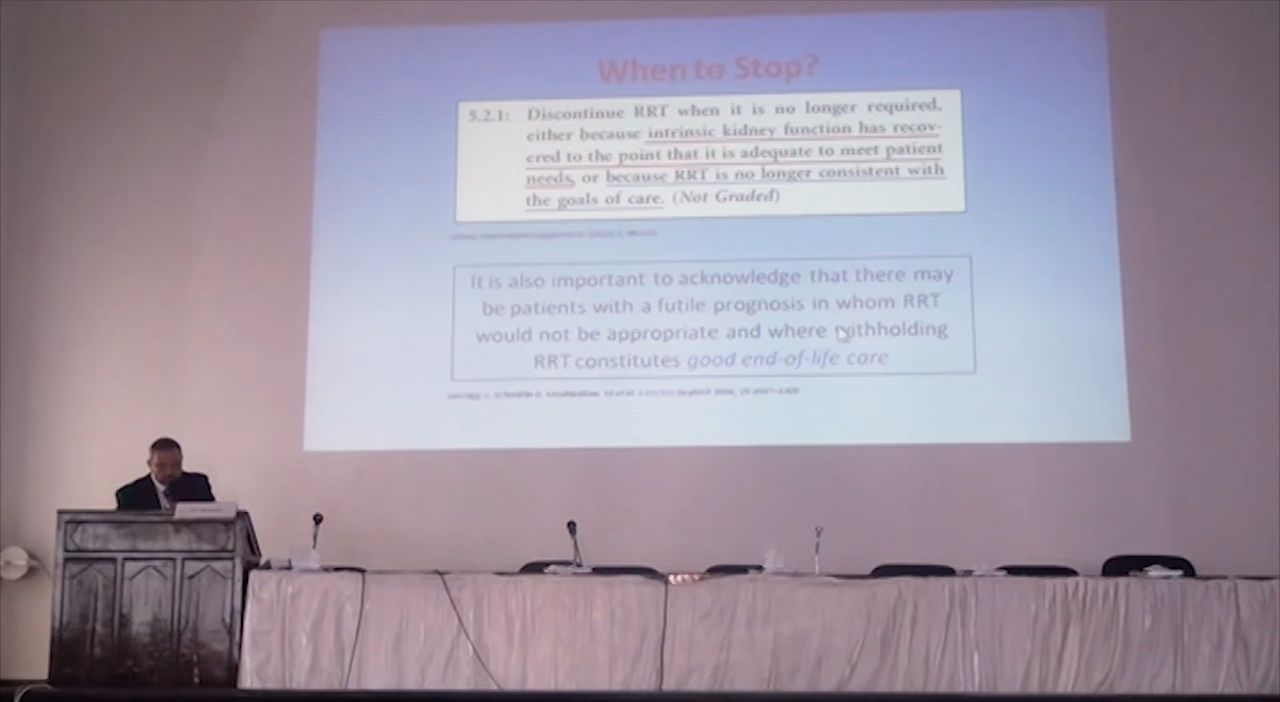 When to Stop?
5.2.1: Discontinue RRT when it is no longer required,
either because intrinsic kidney function has recov-
ered to the point that it is adequate to meet patient
needs, or because RRT is no longer consistent with
the goals of care. (Not Graded)
It is also important to acknowledge that there may
be patients with a futile prognosis in whom RRT
would not be appropriate and where withholding
RRT constitutes good end-of-life care